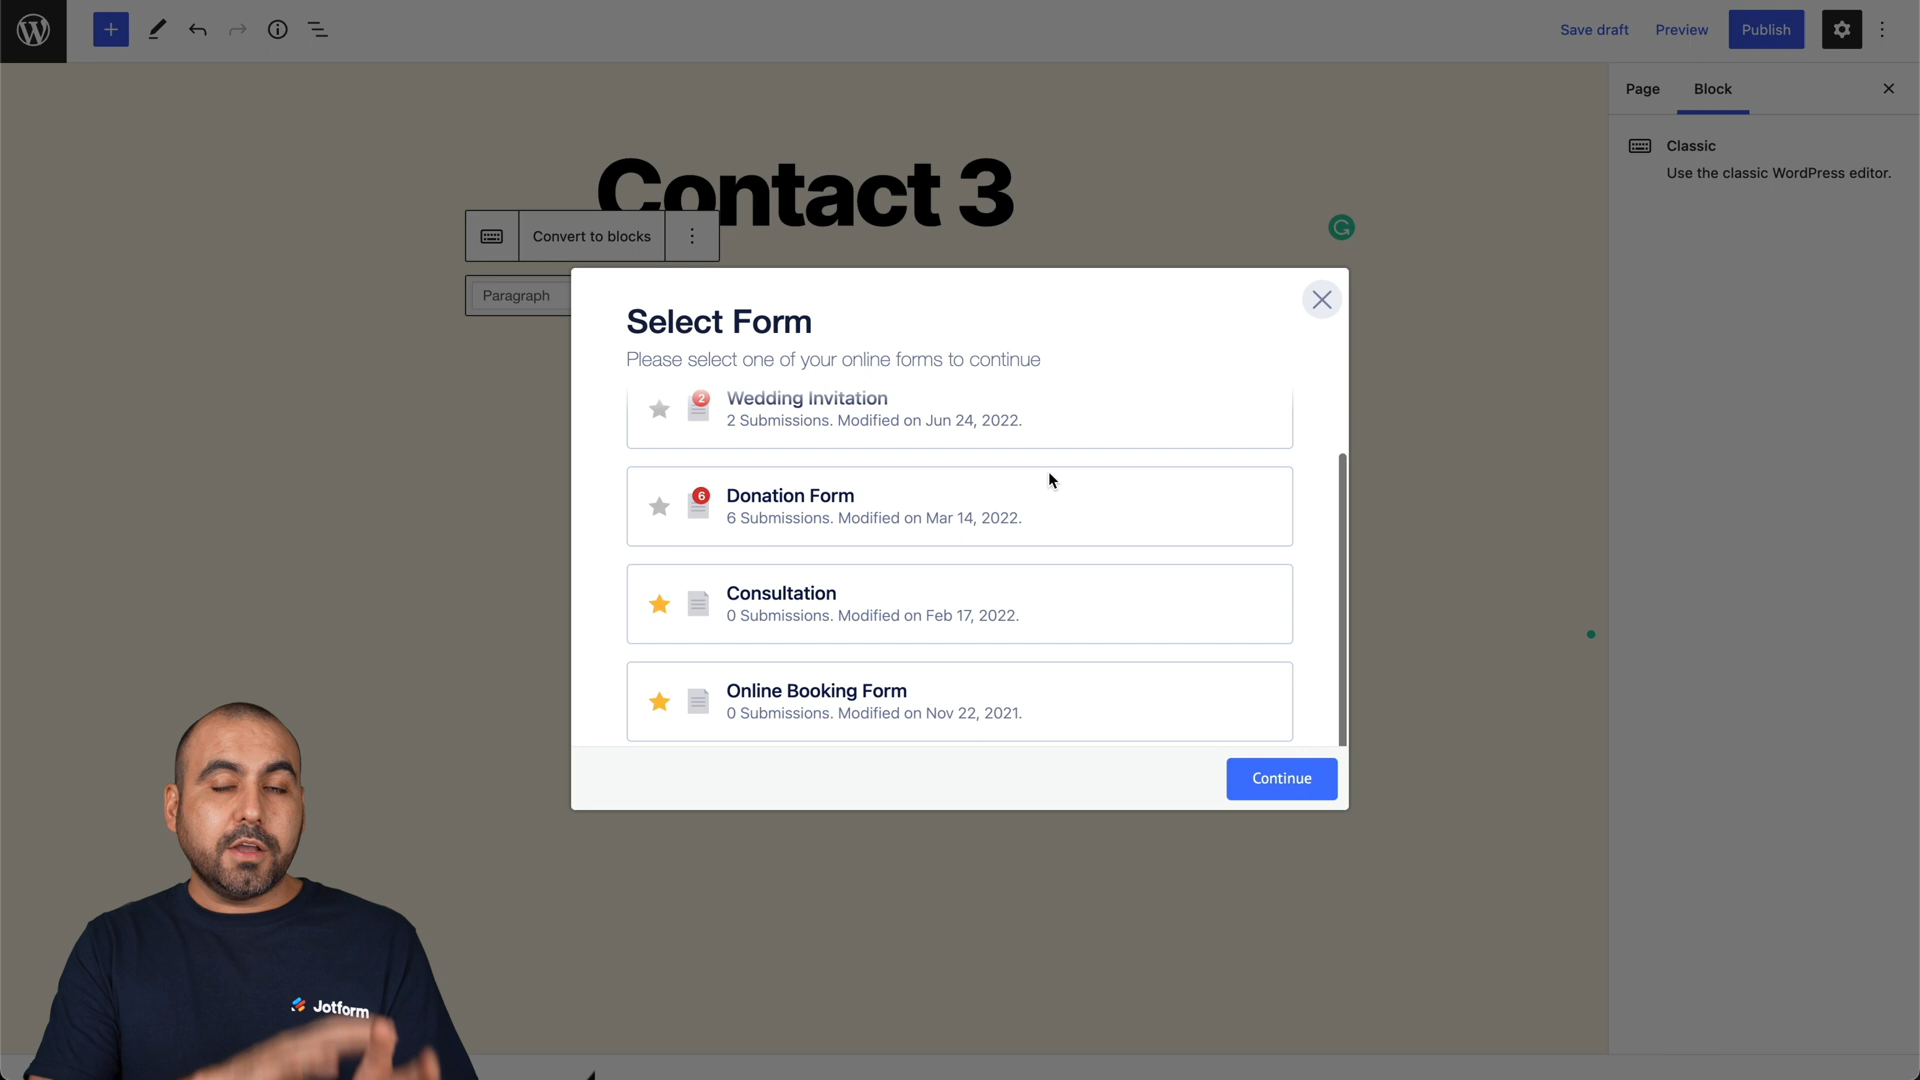 Save draft
Preview
Publish
Page
Block
Classic
Use the classic WordPress editor.
Contact 3
Convert to blocks
Paragraph
Select Form
Please select one of your online forms to continue
2
Wedding Invitation
2 Submissions. Modified on Jun 24, 2022.
6
Donation Form
6 Submissions. Modified on Mar 14, 2022.
Consultation
0 Submissions. Modified on Feb 17, 2022.
Online Booking Form
0 Submissions. Modified on Nov 22, 2021.
Continue
Jotform